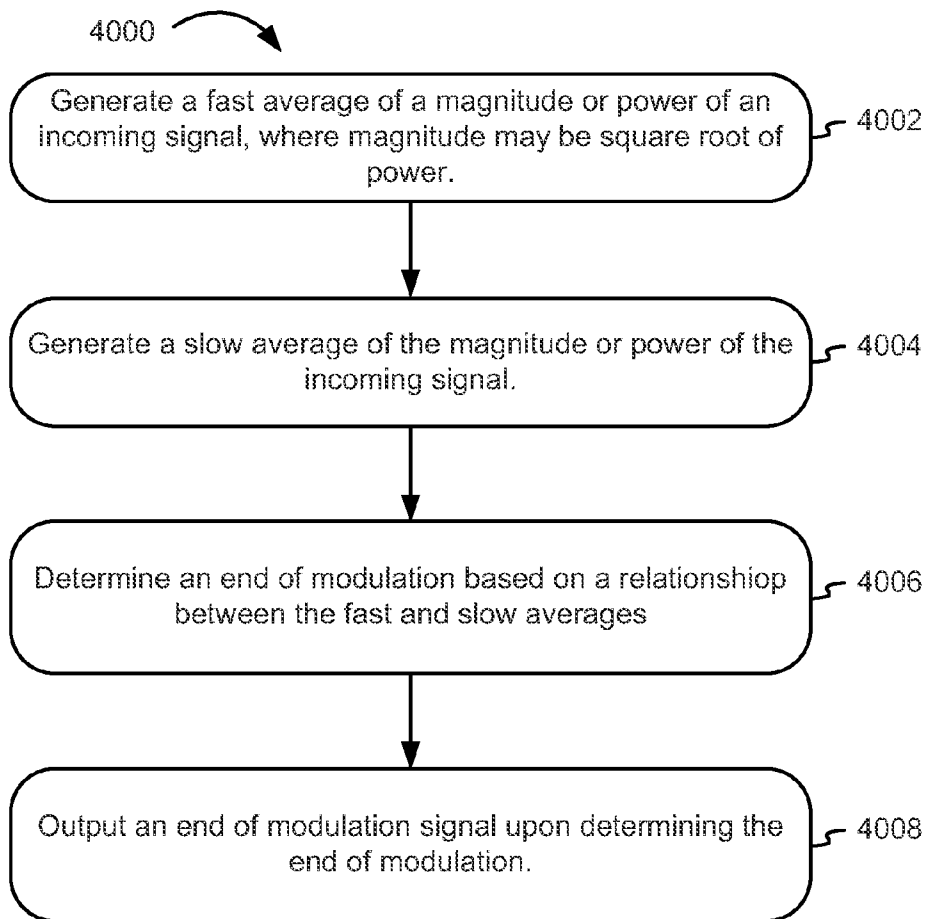 4000
Generate a fast average of a magnitude or power of an
incoming signal, where magnitude may be square root of
power.
4002
Generate a slow average of the magnitude or power of the
incoming signal.
4004
Determine an end of modulation based on a relationshiop
between the fast and slow averages
4006
Output an end of modulation signal upon determining the
end of modulation.
4008